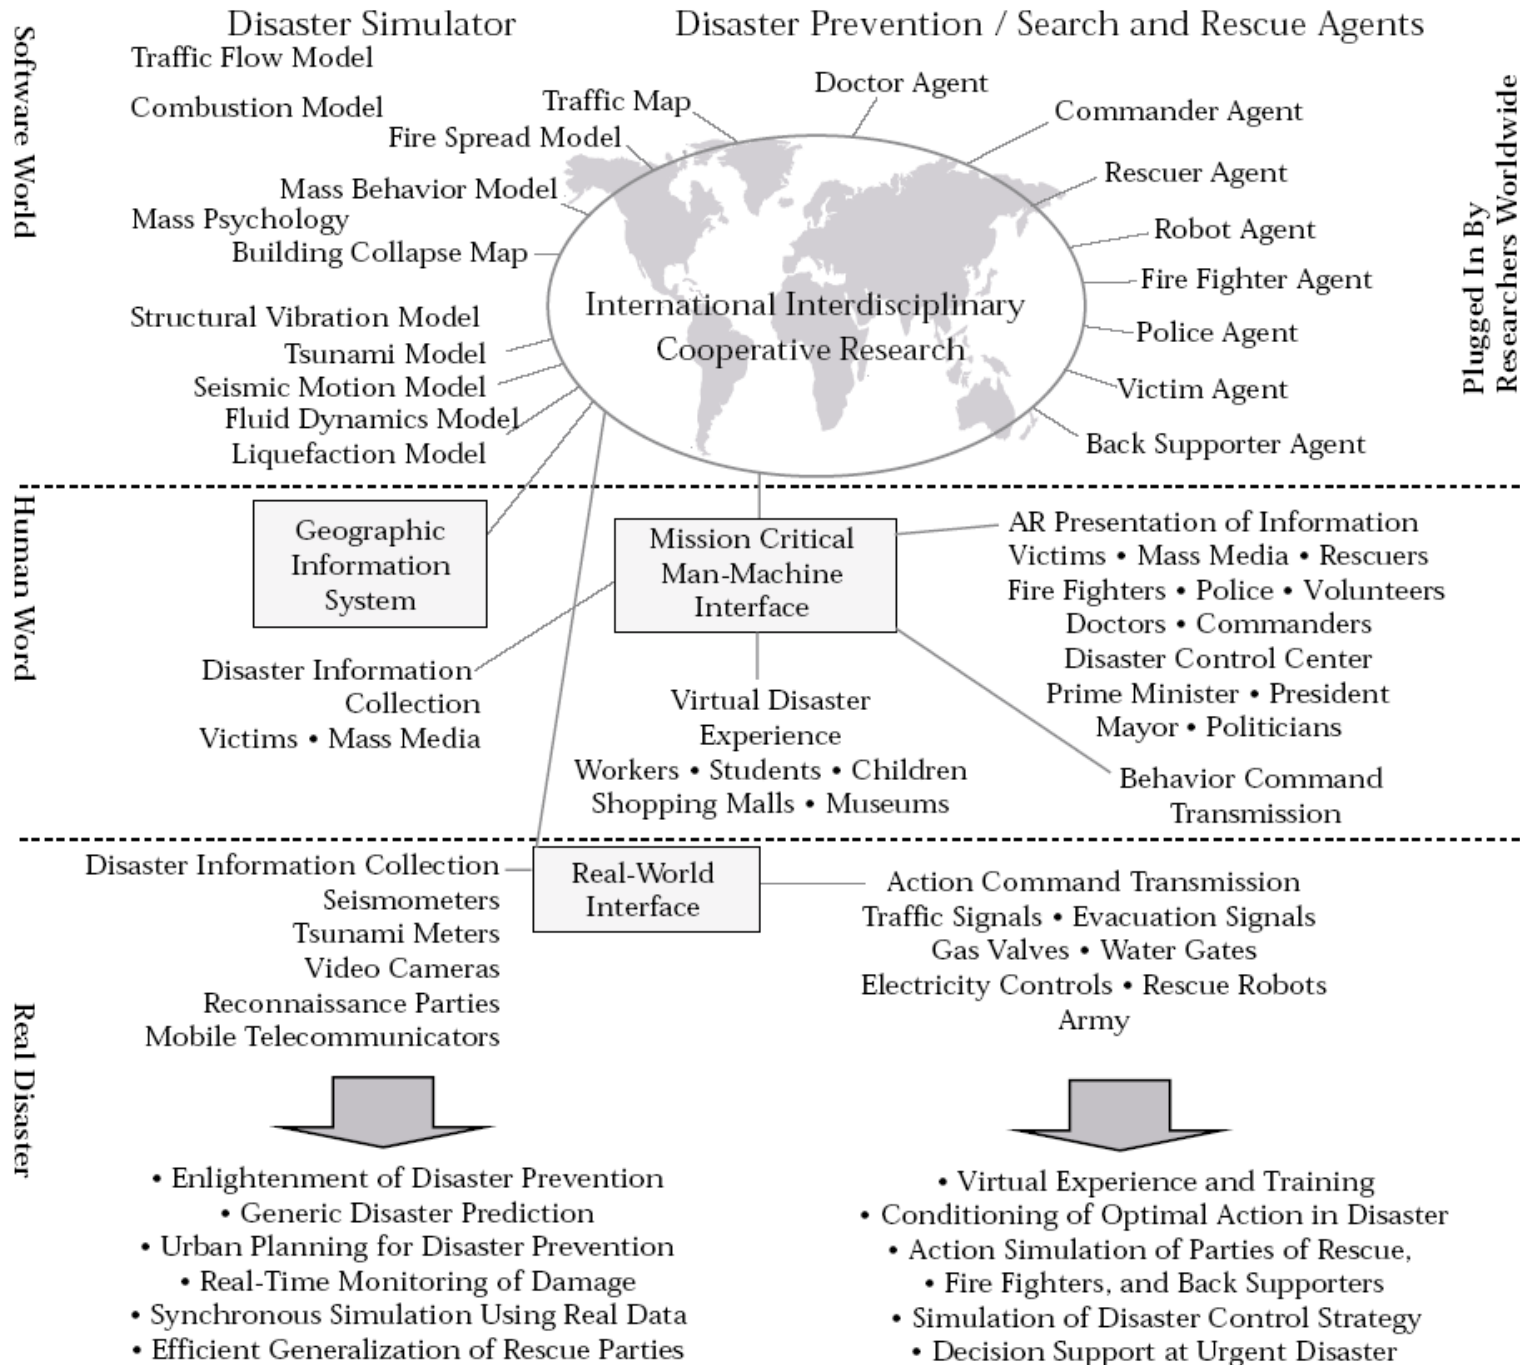 Disaster Simulator
Disaster Prevention / Search and Rescue Agents
Software World
Traffic Flow Model
Combustion Model
Traffic Map
Fire Spread Model
Mass Behavior Model
Mass Psychology
Building Collapse Map
Structural Vibration Model
Tsunami Model
Seismic Motion Model
Fluid Dynamics Model
Liquefaction Model
International Interdisciplinary
Cooperative Research
Doctor Agent
Commander Agent
Rescuer Agent
Robot Agent
Fire Fighter Agent
Police Agent
Victim Agent
Back Supporter Agent
Plugged In By
Researchers Worldwide
Human Word
Geographic
Information
System
Mission Critical
Man-Machine
Interface
AR Presentation of Information
Victims • Mass Media • Rescuers
Fire Fighters • Police • Volunteers
Doctors • Commanders
Disaster Control Center
Prime Minister • President
Mayor • Politicians
Disaster Information
Collection
Victims • Mass Media
Virtual Disaster
Experience
Workers • Students • Children
Shopping Malls • Museums
Behavior Command
Transmission
Real Disaster
Disaster Information Collection
Seismometers
Tsunami Meters
Video Cameras
Reconnaissance Parties
Mobile Telecommunicators
Real-World
Interface
Action Command Transmission
Traffic Signals • Evacuation Signals
Gas Valves • Water Gates
Electricity Controls • Rescue Robots
Army
• Enlightenment of Disaster Prevention
• Generic Disaster Prediction
• Urban Planning for Disaster Prevention
• Real-Time Monitoring of Damage
• Synchronous Simulation Using Real Data
• Efficient Generalization of Rescue Parties
• Virtual Experience and Training
• Conditioning of Optimal Action in Disaster
• Action Simulation of Parties of Rescue,
• Fire Fighters, and Back Supporters
• Simulation of Disaster Control Strategy
• Decision Support at Urgent Disaster